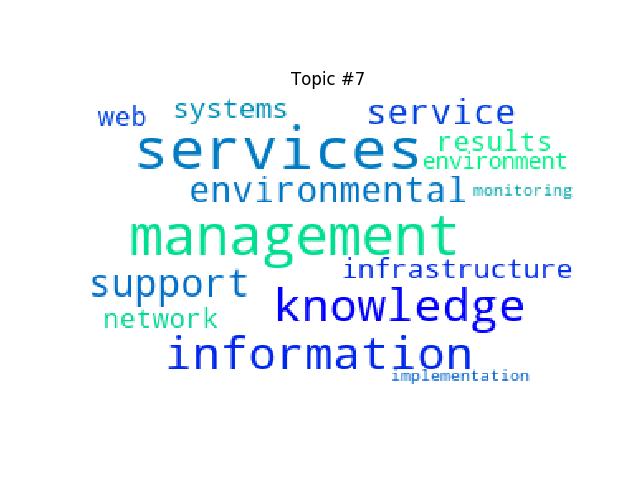 Topic #7
web systems service
services results
environment
environmental monitoring
management
support infrastructure
knowledge
network
information
implementation